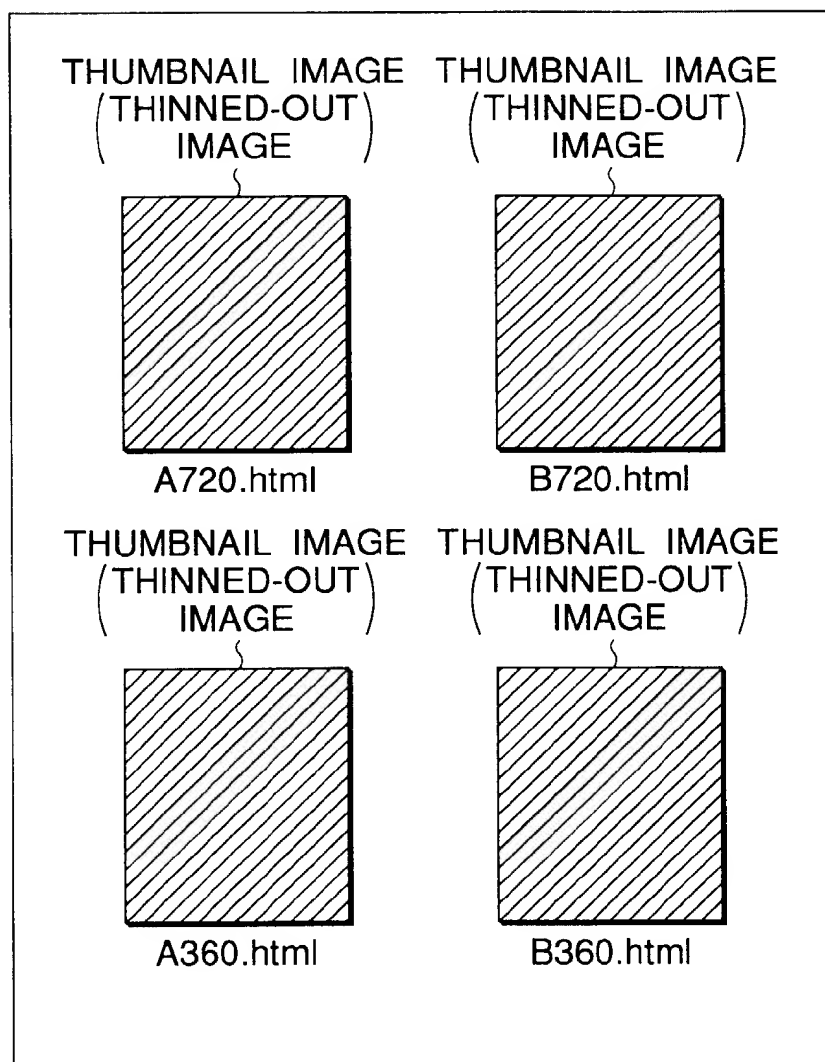 THUMBNAIL IMAGE
(THINNED-OUT
IMAGE)
A720.html
THUMBNAIL IMAGE
(THINNED-OUT
IMAGE)
B720.html
THUMBNAIL IMAGE
(THINNED-OUT
IMAGE)
A360.html
THUMBNAIL IMAGE
(THINNED-OUT
IMAGE)
B360.html